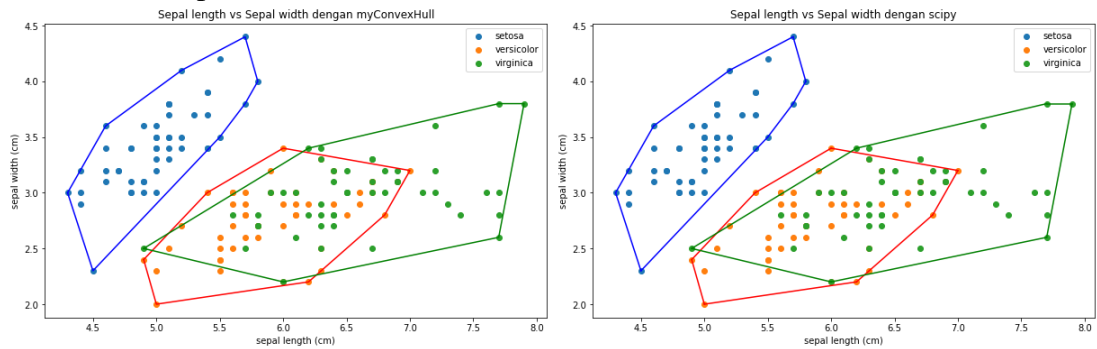 Sepal length vs Sepal width dengan myConvexHull
4.5
4.0
3.5
3.0
2.5
2.0
sepal width (cm)
setosa
versicolor
virginica
4.5 5.0 5.5 6.0 6.5 7.0 7.5 8.0
sepal length (cm)
Sepal length vs Sepal width dengan scipy
4.5
4.0
3.5
3.0
2.5
2.0
sepal width (cm)
setosa
versicolor
virginica
4.5 5.0 5.5 6.0 6.5 7.0 7.5 8.0
sepal length (cm)